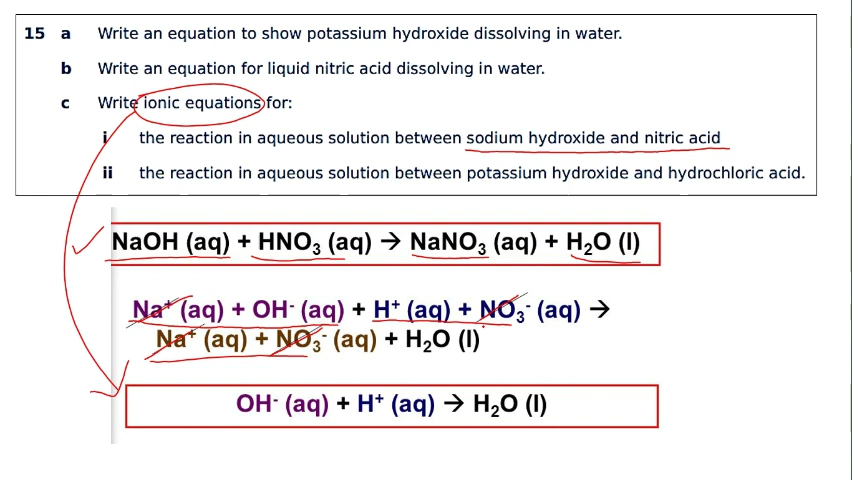 15 a Write an equation to show potassium hydroxide dissolving in water.
b Write an equation for liquid nitric acid dissolving in water.
c Write ionic equations for:
i the reaction in aqueous solution between sodium hydroxide and nitric acid
ii the reaction in aqueous solution between potassium hydroxide and hydrochloric acid.
NaOH (aq) + HNO₃ (aq) → NaNO₃ (aq) + H₂O (l)
Na⁺ (aq) + OH⁻ (aq) + H⁺ (aq) + NO₃⁻ (aq) →
Na⁺ (aq) + NO₃⁻ (aq) + H₂O (l)
OH⁻ (aq) + H⁺ (aq) → H₂O (l)